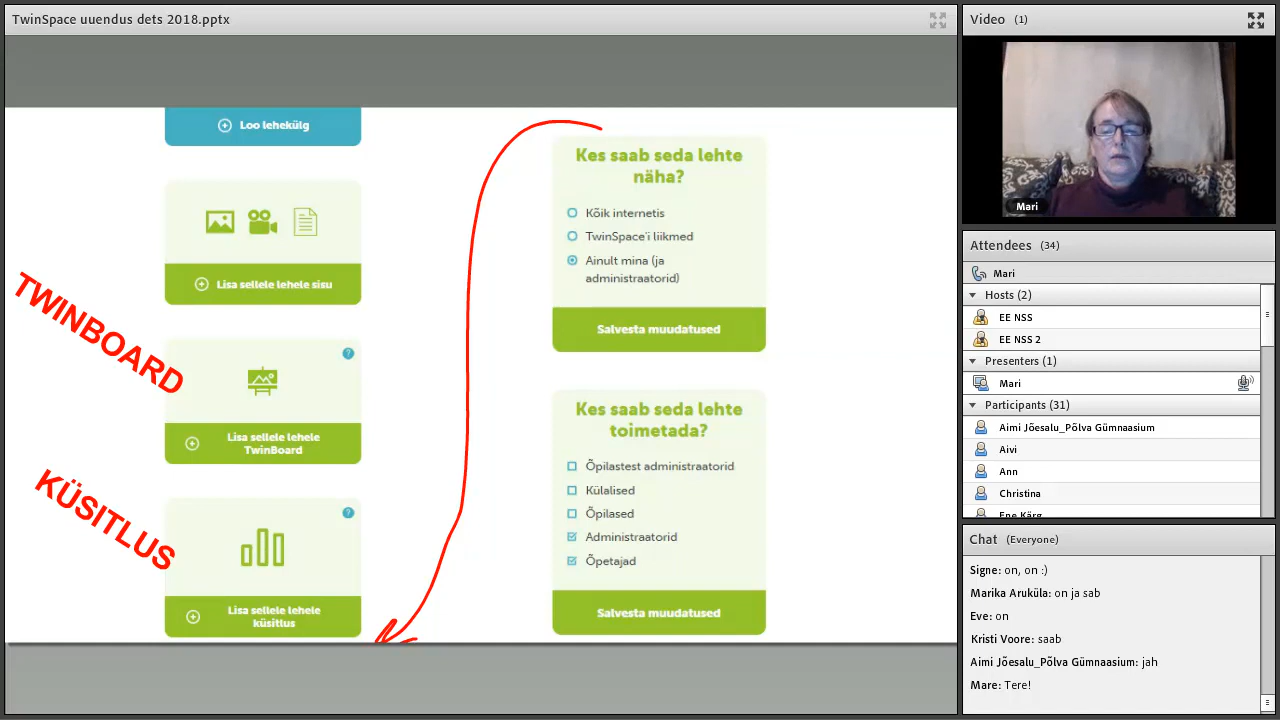 TwinSpace uuendus dets 2018.pptx
Loo lehekülg
Lisa sellele lehele sisu
TWINBOARD
?
Lisa sellele lehele
TwinBoard
KÜSITLUS
?
Lisa sellele lehele
küsitlus
Kes saab seda lehte
näha?
Kõik internetis
TwinSpace'i liikmed
Ainult mina (ja
administraatorid)
Salvesta muudatused
Kes saab seda lehte
toimetada?
Õpilastest administraatorid
Külalised
Õpilased
Administraatorid
Õpetajad
Salvesta muudatused
Video (1)
Mari
Attendees (34)
Mari
Hosts (2)
EE NSS
EE NSS 2
Presenters (1)
Mari
Participants (31)
Aimi Jõesalu_Põlva Gümnaasium
Aivi
Ann
Christina
Ene Kärg
Chat (Everyone)
Signe: on, on :)
Marika Aruküla: on ja sab
Eve: on
Kristi Voore: saab
Aimi Jõesalu_Põlva Gümnaasium: jah
Mare: Tere!